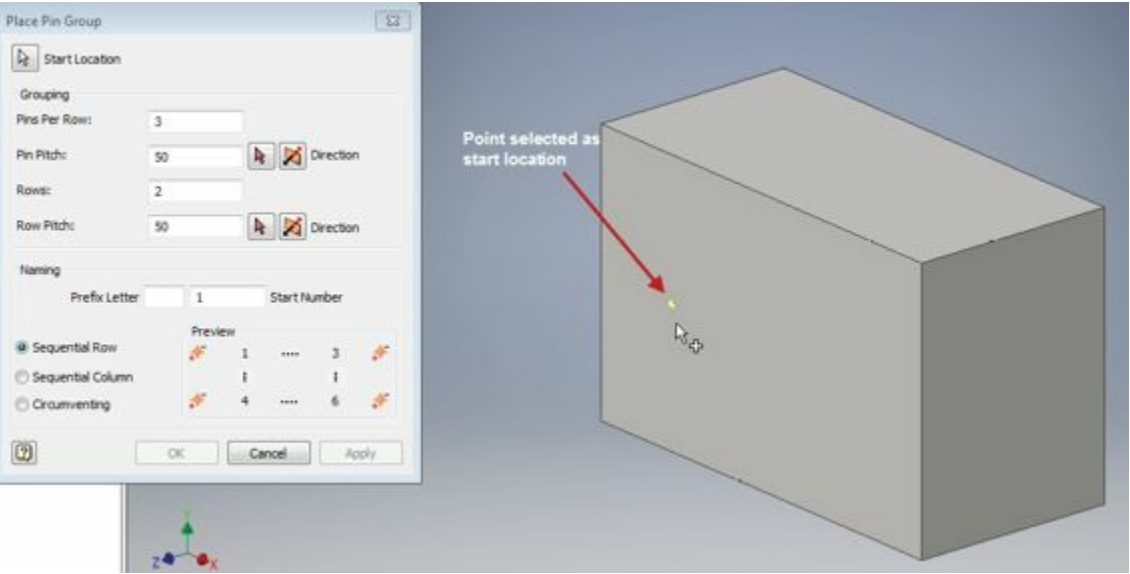 Place Pin Group
Start Location
Grouping
Pins Per Row: 3
Pin Pitch: 50 Direction
Rows: 2
Row Pitch: 50 Direction
Naming
Prefix Letter 1 Start Number
Preview
Sequential Row
1 .... 3
Sequential Column
Circumventing
4 .... 6
OK Cancel Apply
Point selected as
start location
Y
Z X